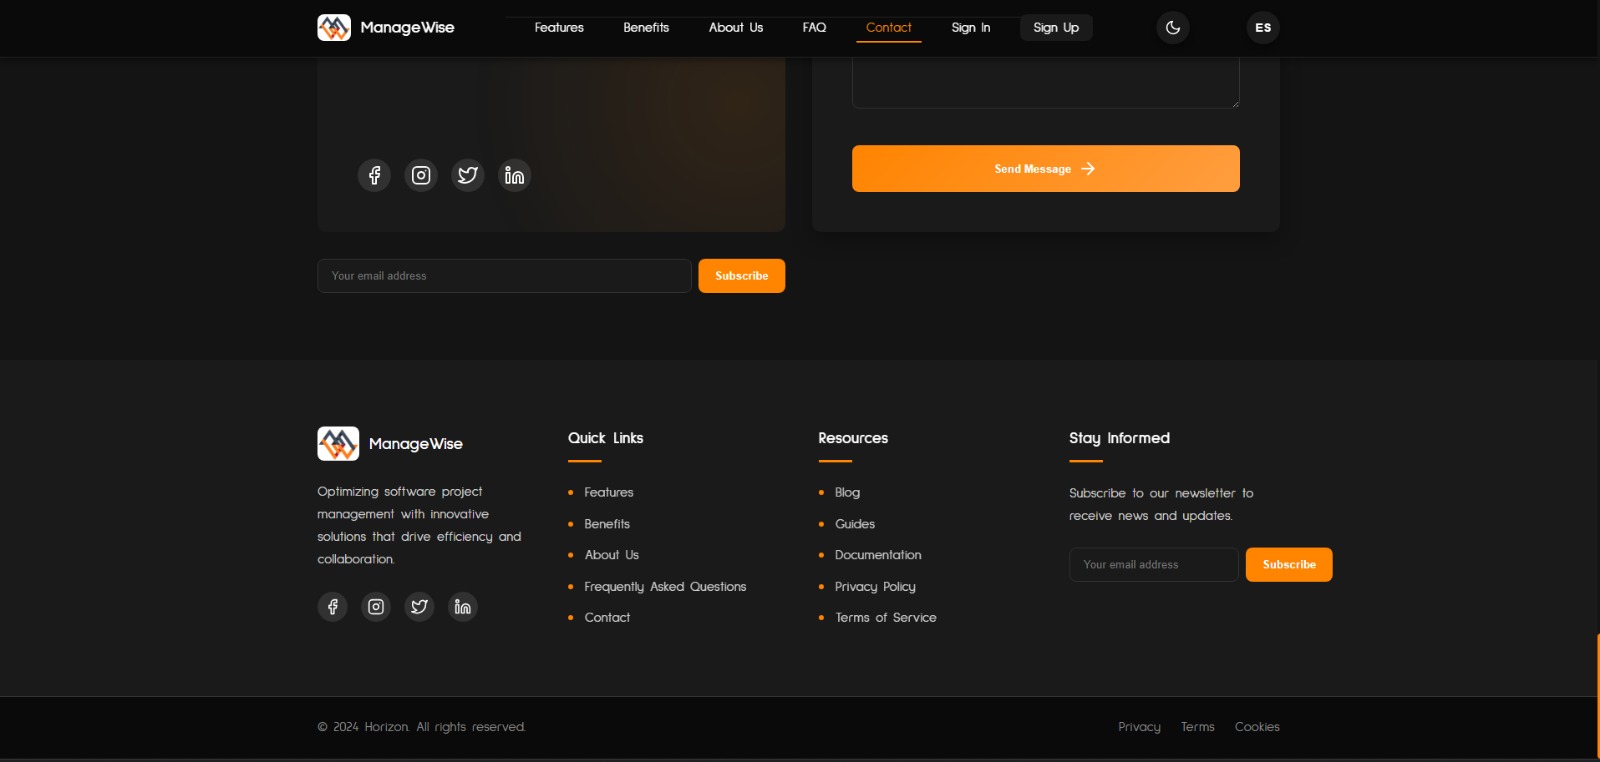 ManageWise
Features
Benefits
About Us
FAQ
Contact
Sign In
Sign Up
ES
Send Message
Your email address
Subscribe
ManageWise
Optimizing software project
management with innovative
solutions that drive efficiency and
collaboration.
Quick Links
Features
Benefits
About Us
Frequently Asked Questions
Contact
Resources
Blog
Guides
Documentation
Privacy Policy
Terms of Service
Stay Informed
Subscribe to our newsletter to
receive news and updates.
Your email address
Subscribe
© 2024 Horizon. All rights reserved.
Privacy
Terms
Cookies